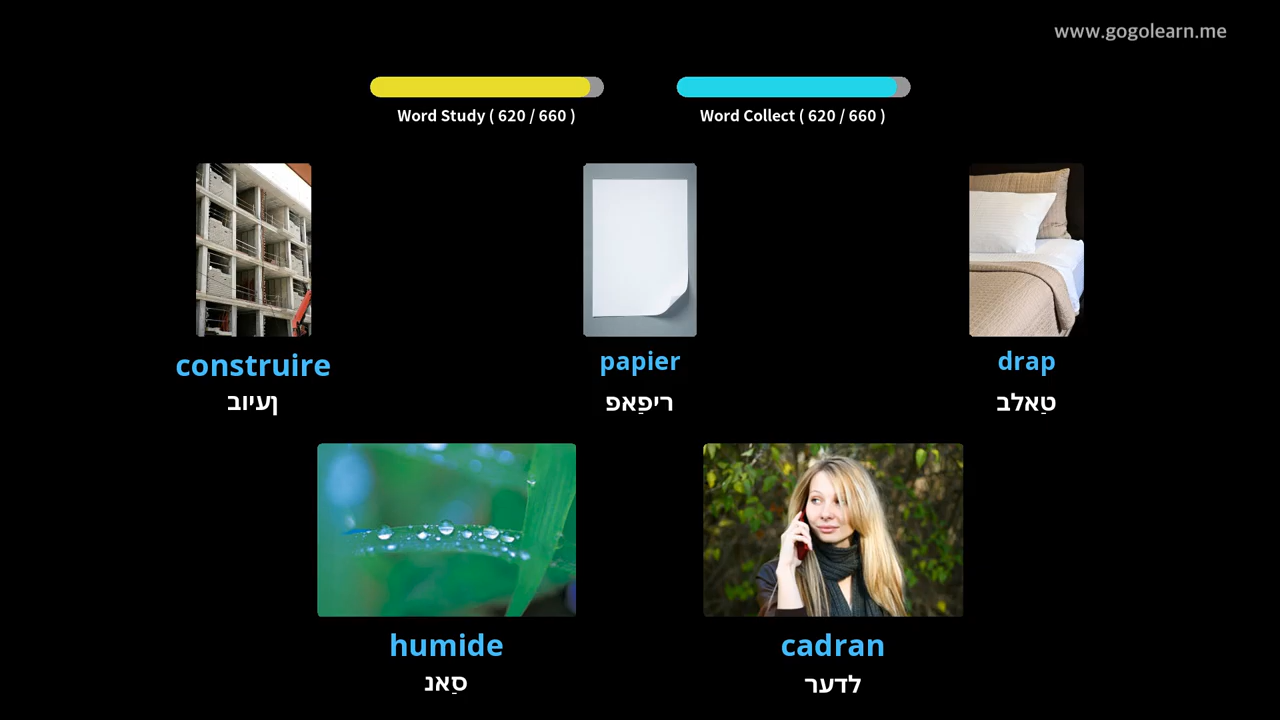 www.gogolearn.me
Word Study ( 620 / 660 )
Word Collect ( 620 / 660 )
construire
ןעיוב
papier
ריפַאפ
drap
טַאלב
humide
סַאנ
cadran
לדער